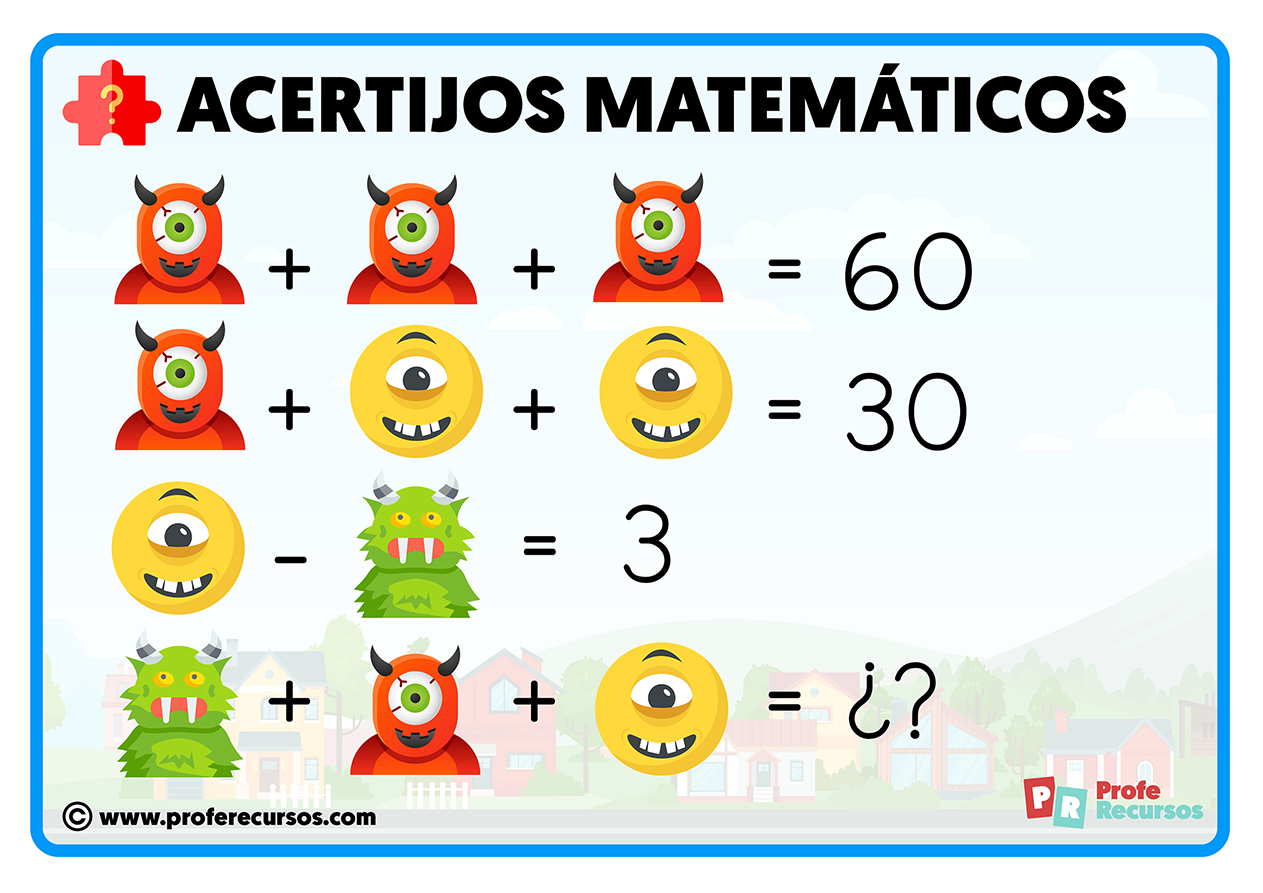 ?
ACERTIJOS MATEMÁTICOS
+ + = 60
+ + = 30
- = 3
+ + = ¿?
© www.proferecursos.com
PR Profe
Recursos